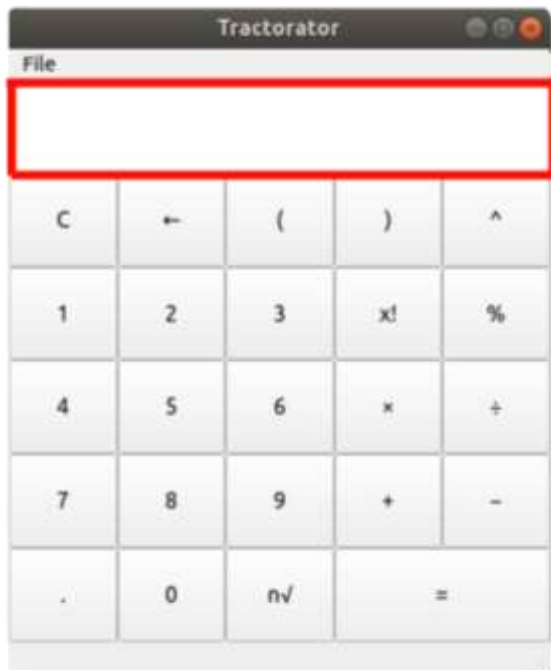 Tractorator
File
C ← ( ) ^
1 2 3 x! %
4 5 6 × ÷
7 8 9 + −
. 0 n√ =